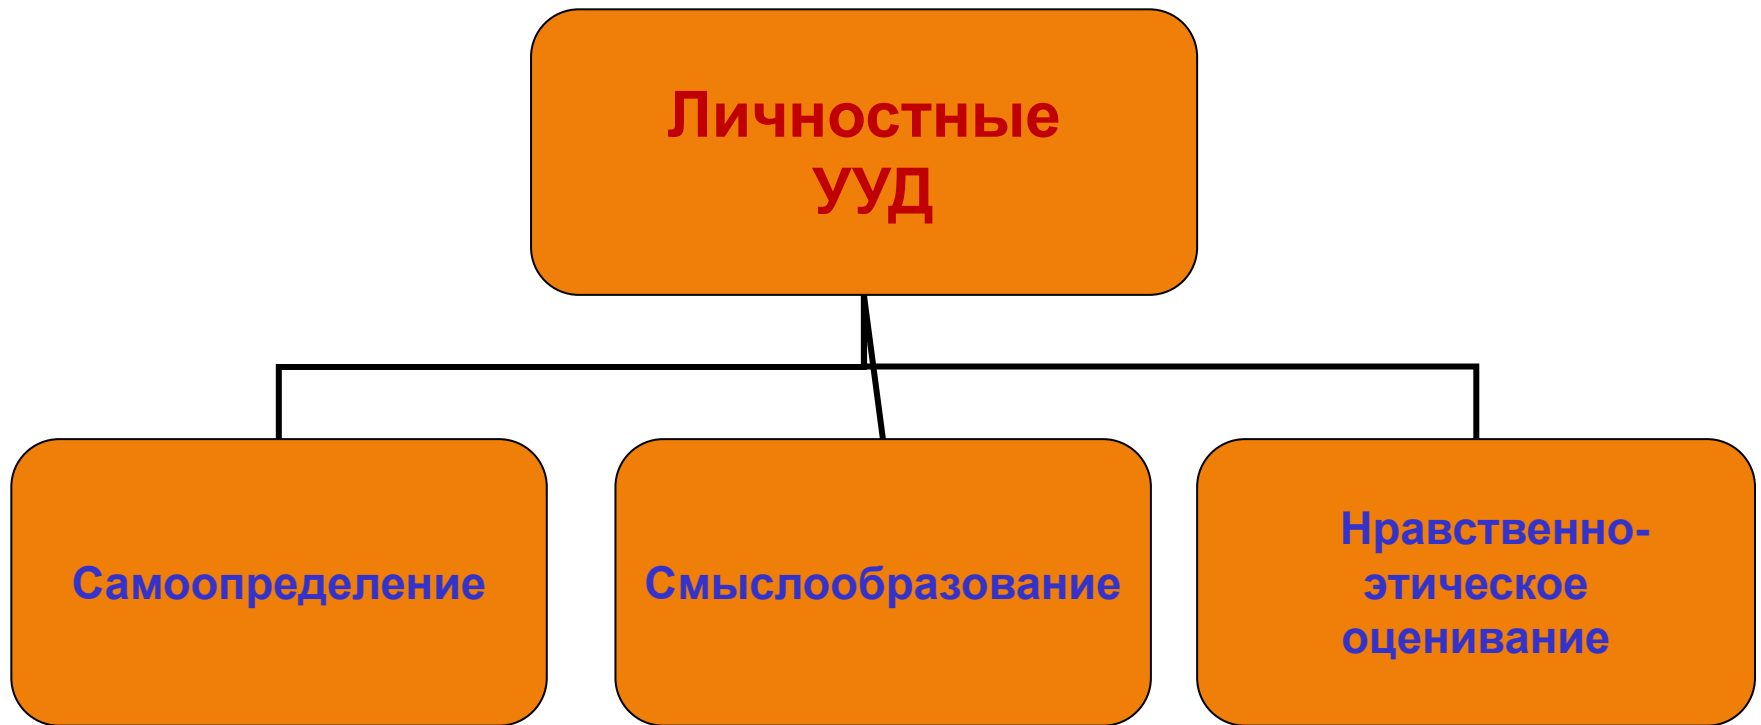 Личностные
УУД
Самоопределение
Смыслообразование
Нравственно-
этическое
оценивание